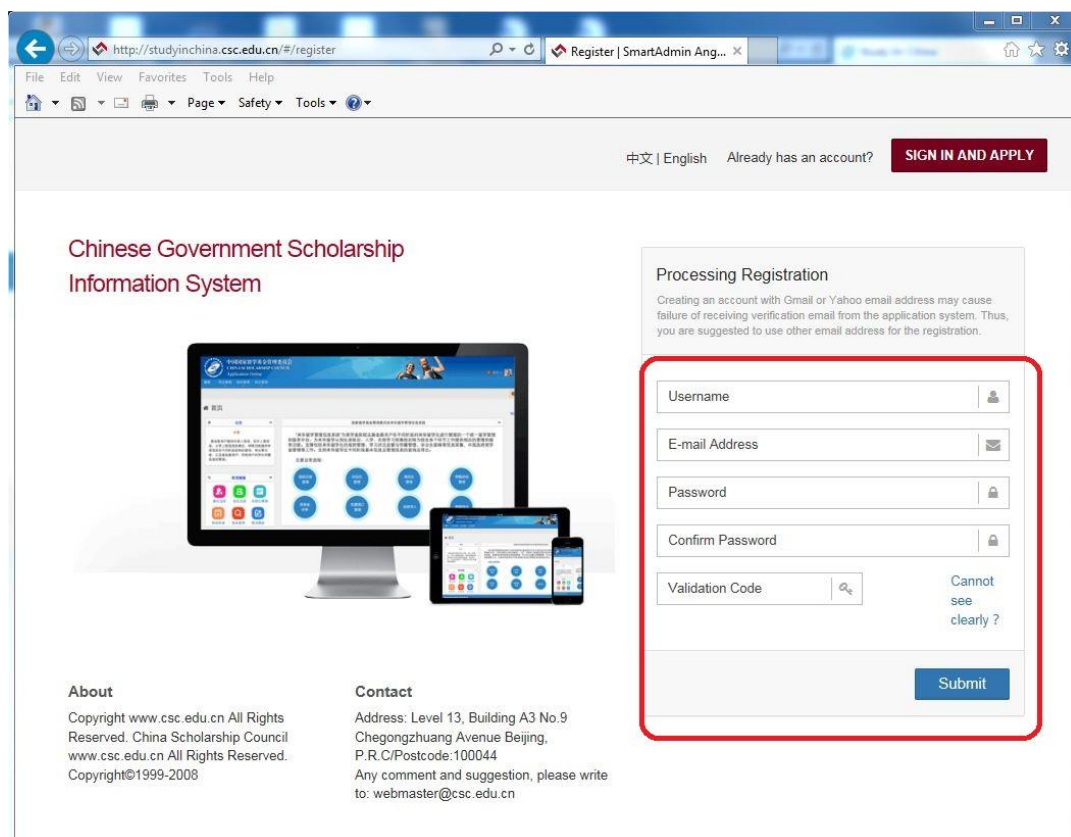 http://studyinchina.csc.edu.cn/#/register
Register | SmartAdmin Ang...
File Edit View Favorites Tools Help
Page Safety Tools
中文 | English Already has an account? SIGN IN AND APPLY
Chinese Government Scholarship
Information System
Processing Registration
Creating an account with Gmail or Yahoo email address may cause
failure of receiving verification email from the application system. Thus,
you are suggested to use other email address for the registration.
Username
E-mail Address
Password
Confirm Password
Validation Code
Cannot
see
clearly ?
Submit
首页
About
Copyright www.csc.edu.cn All Rights
Reserved. China Scholarship Council
www.csc.edu.cn All Rights Reserved.
Copyright©1999-2008
Contact
Address: Level 13, Building A3 No.9
Chegongzhuang Avenue Beijing,
P.R.C/Postcode:100044
Any comment and suggestion, please write
to: webmaster@csc.edu.cn